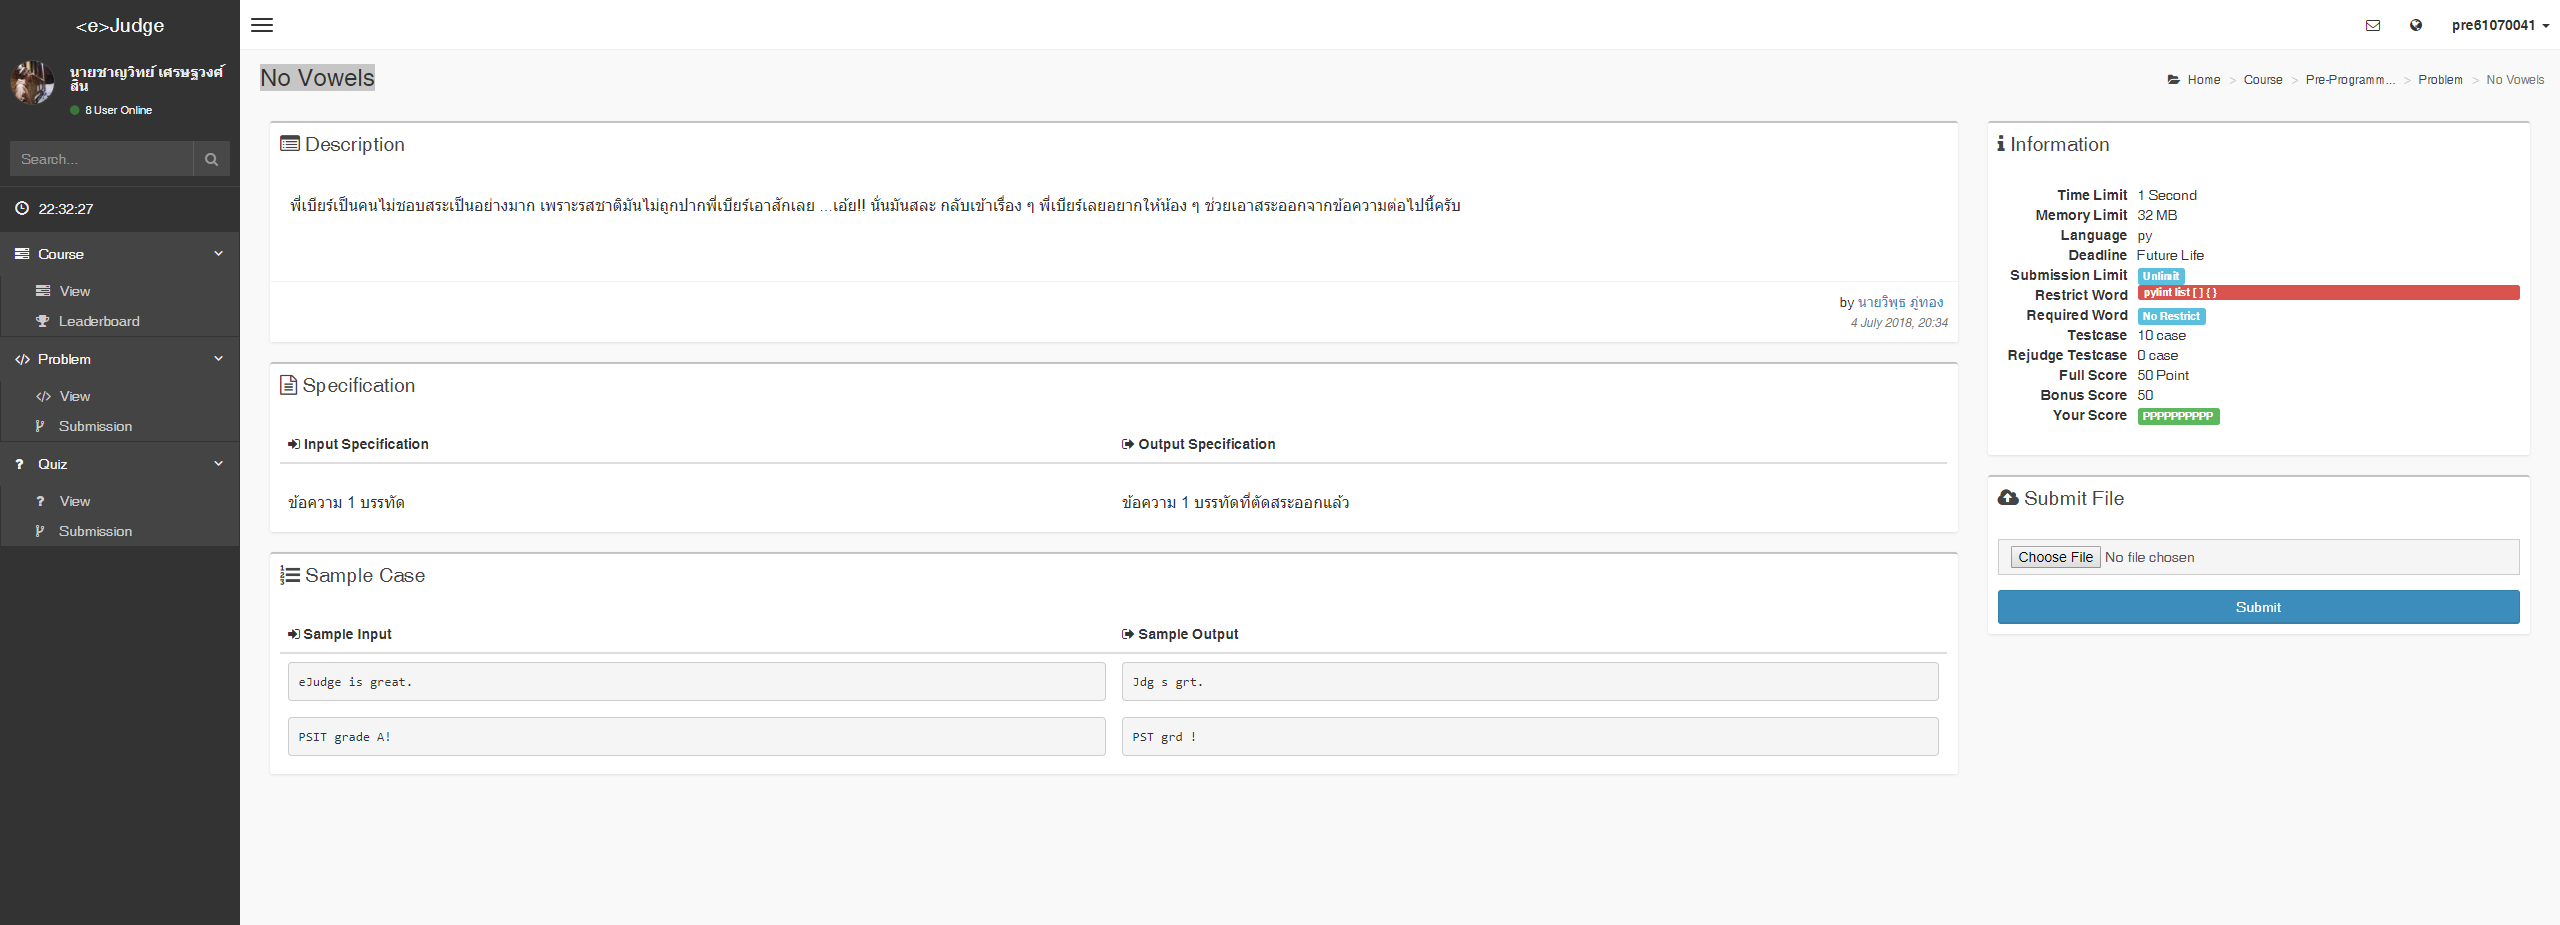 <e>Judge
pre61070041
นายชาญวิทย์ เศรษฐวงศ์
สิน
8 User Online
Search...
22:32:27
Course
View
Leaderboard
Problem
View
Submission
Quiz
View
Submission
No Vowels
Home > Course > Pre-Programm... > Problem > No Vowels
Description
พี่เบียร์เป็นคนไม่ชอบสระเป็นอย่างมาก เพราะรสชาติมันไม่ถูกปากพี่เบียร์เอาสักเลย ...เอ้ย!! นั่นมันสละ กลับเข้าเรื่อง ๆ พี่เบียร์เลยอยากให้น้อง ๆ ช่วยเอาสระออกจากข้อความต่อไปนี้ครับ
by นายวิพุธ ภู่ทอง
4 July 2018, 20:34
Specification
Input Specification
Output Specification
ข้อความ 1 บรรทัด
ข้อความ 1 บรรทัดที่ตัดสระออกแล้ว
Sample Case
Sample Input
Sample Output
eJudge is great.
Jdg s grt.
PSIT grade A!
PST grd !
Information
Time Limit 1 Second
Memory Limit 32 MB
Language py
Deadline Future Life
Submission Limit Unlimit
Restrict Word pylint list [ ] { }
Required Word No Restrict
Testcase 10 case
Rejudge Testcase 0 case
Full Score 50 Point
Bonus Score 50
Your Score PPPPPPPPPP
Submit File
Choose File No file chosen
Submit